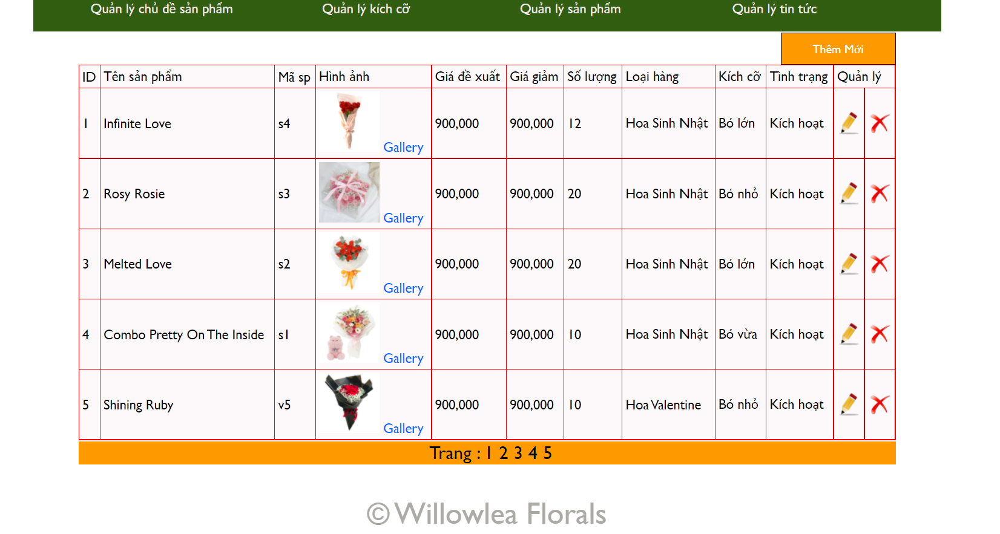 Quản lý chủ đề sản phẩm Quản lý kích cỡ Quản lý sản phẩm Quản lý tin tức
Thêm Mới
ID Tên sản phẩm Mã sp Hình ảnh Giá đề xuất Giá giảm Số lượng Loại hàng Kích cỡ Tình trạng Quản lý
1 Infinite Love s4 Gallery 900,000 900,000 12 Hoa Sinh Nhật Bó lớn Kích hoạt
2 Rosy Rosie s3 Gallery 900,000 900,000 20 Hoa Sinh Nhật Bó nhỏ Kích hoạt
3 Melted Love s2 Gallery 900,000 900,000 20 Hoa Sinh Nhật Bó lớn Kích hoạt
4 Combo Pretty On The Inside s1 Gallery 900,000 900,000 10 Hoa Sinh Nhật Bó vừa Kích hoạt
5 Shining Ruby v5 Gallery 900,000 900,000 10 Hoa Valentine Bó nhỏ Kích hoạt
Trang : 1 2 3 4 5
© Willowlea Florals